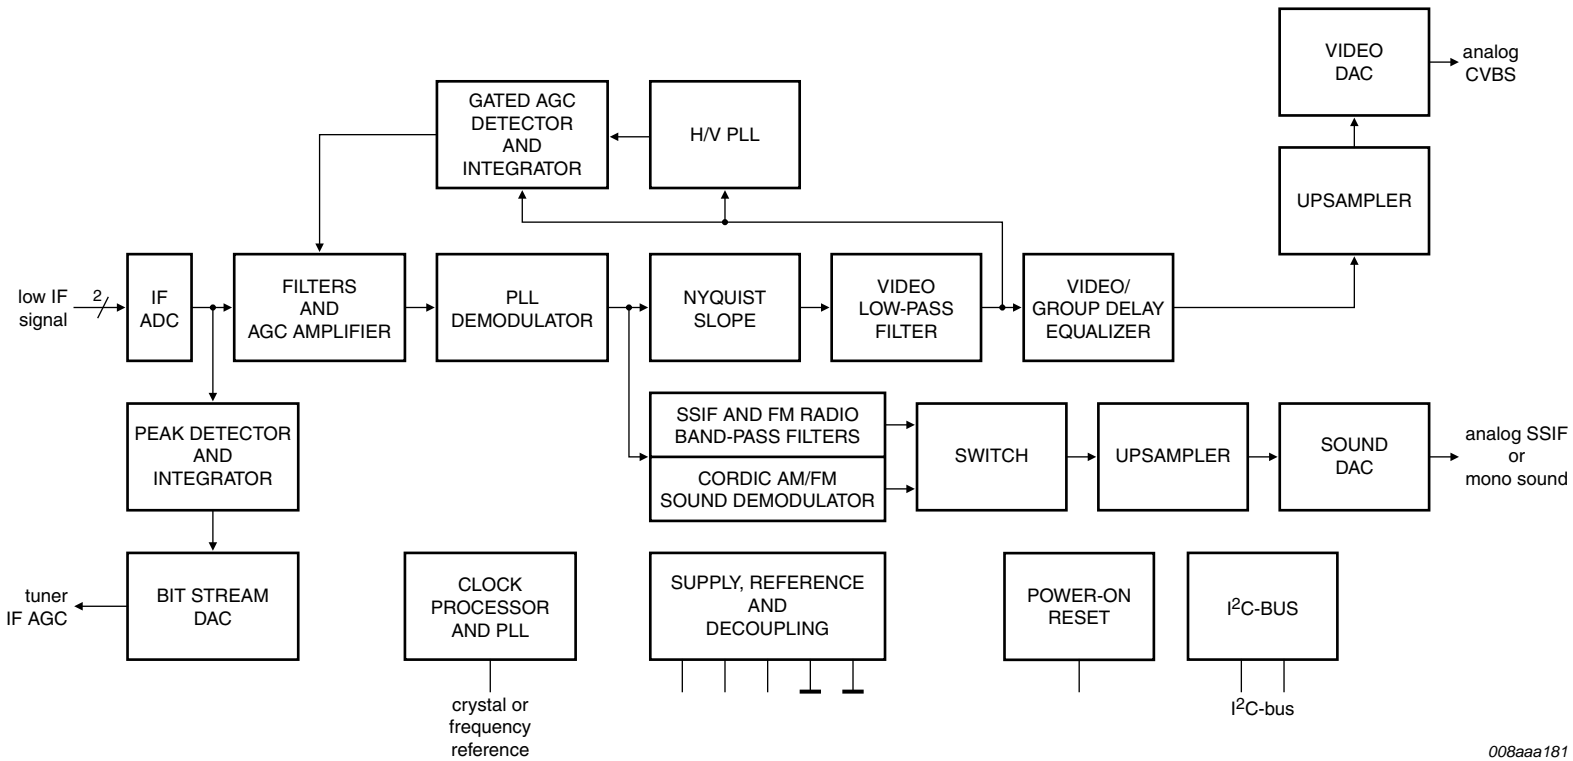 VIDEO
DAC
analog
CVBS
GATED AGC
DETECTOR
AND
INTEGRATOR
H/V PLL
UPSAMPLER
low IF
signal
2
IF
ADC
FILTERS
AND
AGC AMPLIFIER
PLL
DEMODULATOR
NYQUIST
SLOPE
VIDEO
LOW-PASS
FILTER
VIDEO/
GROUP DELAY
EQUALIZER
PEAK DETECTOR
AND
INTEGRATOR
SSIF AND FM RADIO
BAND-PASS FILTERS
CORDIC AM/FM
SOUND DEMODULATOR
SWITCH
UPSAMPLER
SOUND
DAC
analog SSIF
or
mono sound
tuner
IF AGC
BIT STREAM
DAC
CLOCK
PROCESSOR
AND PLL
crystal or
frequency
reference
SUPPLY, REFERENCE
AND
DECOUPLING
POWER-ON
RESET
I2C-BUS
I2C-bus
008aaa181